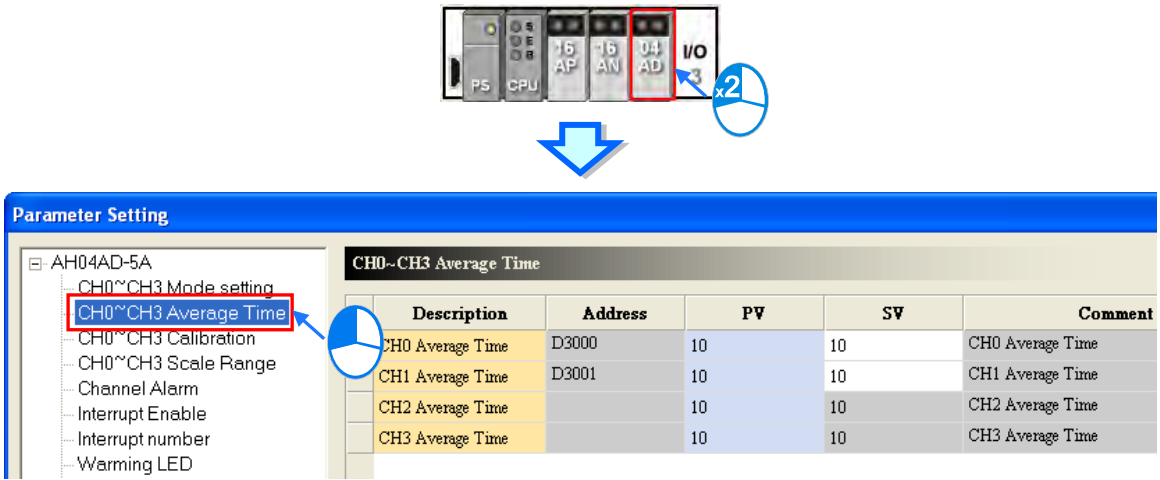 PS
CPU
S
E
B
16
AP
16
AN
04
AD
I/O
3
x2
Parameter Setting
AH04AD-5A
CH0~CH3 Mode setting
CH0~CH3 Average Time
CH0~CH3 Calibration
CH0~CH3 Scale Range
Channel Alarm
Interrupt Enable
Interrupt number
Warming LED
CH0~CH3 Average Time
Description Address PV SV Comment
CH0 Average Time D3000 10 10 CH0 Average Time
CH1 Average Time D3001 10 10 CH1 Average Time
CH2 Average Time 10 10 CH2 Average Time
CH3 Average Time 10 10 CH3 Average Time